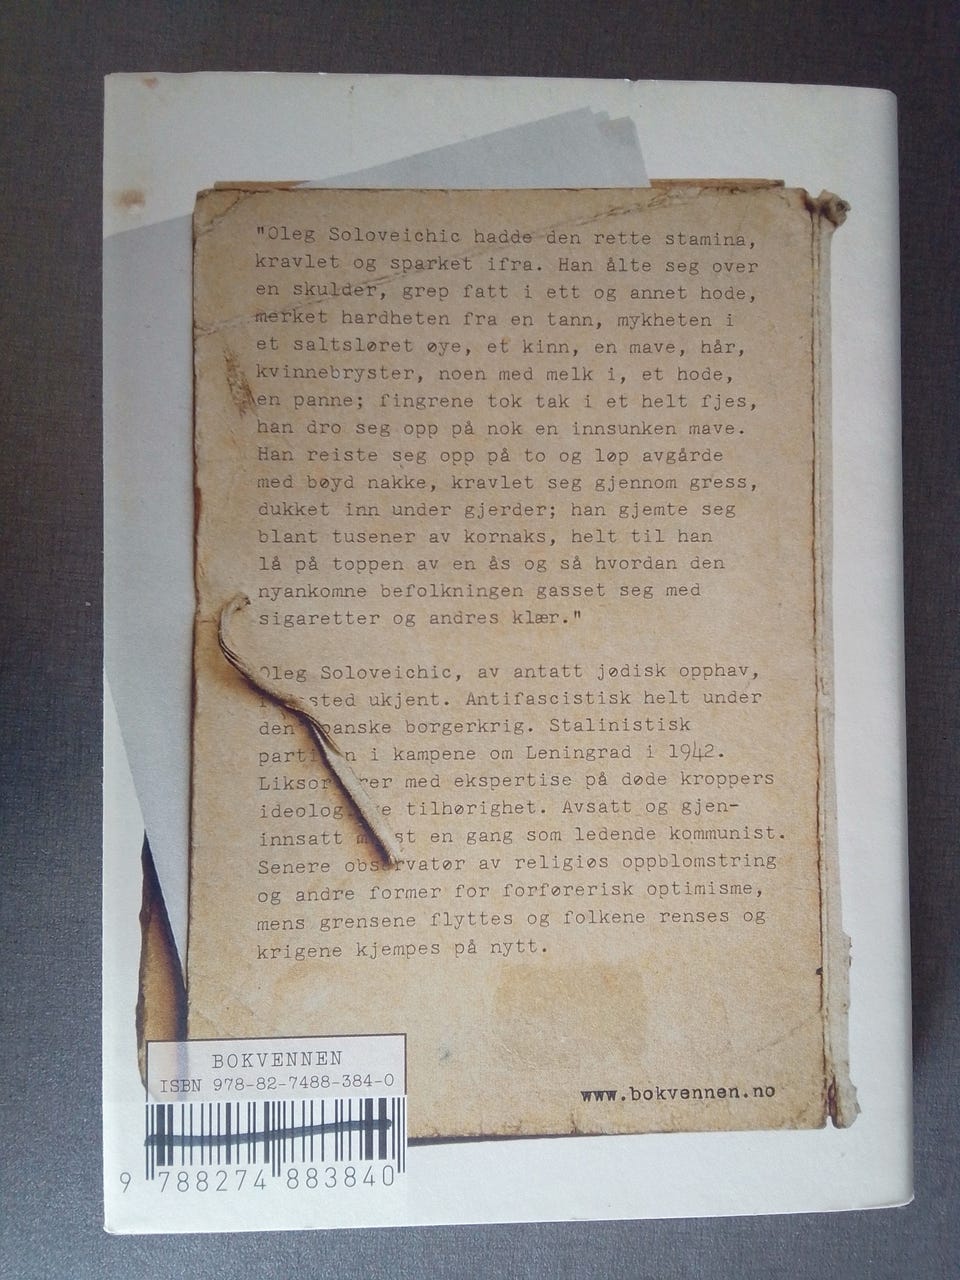 "Oleg Soloveichic hadde den rette stamina,
kravlet og sparket ifra. Han ålte seg over
en skulder, grep fatt i ett og annet hode,
merket hardheten fra en tann, mykheten i
et saltsløret øye, et kinn, en mave, hår,
kvinnebryster, noen med melk i, et hode,
en panne; fingrene tok tak i et helt fjes,
han dro seg opp på nok en innsunken mave.
Han reiste seg opp på to og løp avgårde
med bøyd nakke, kravlet seg gjennom gress,
dukket inn under gjerder; han gjemte seg
blant tusener av kornaks, helt til han
lå på toppen av en ås og så hvordan den
nyankomne befolkningen gasset seg med
sigaretter og andres klær."
Oleg Soloveichic, av antatt jødisk opphav,
ukjent. Antifascistisk helt under
den spanske borgerkrig. Stalinistisk
partisan i kampene om Leningrad i 1942.
med ekspertise på døde kroppers
ideologiske tilhørighet. Avsatt og gjen-
innsatt minst en gang som ledende kommunist.
Senere observatør av religiøs oppblomstring
og andre former for forførerisk optimisme,
mens grensene flyttes og folkene renses og
krigene kjempes på nytt.
www.bokvennen.no
BOKVENNEN
ISBN 978-82-7488-384-0
9 788274 883840